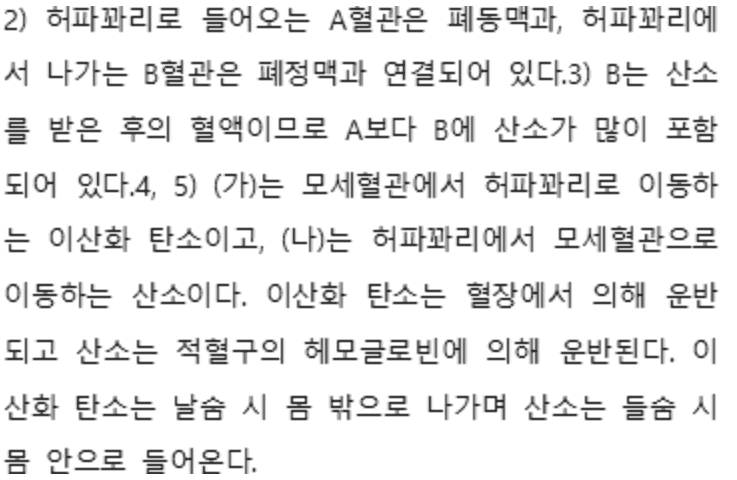 2) 허파꽈리로 들어오는 A혈관은 폐동맥과, 허파꽈리에
서 나가는 B혈관은 폐정맥과 연결되어 있다.3) B는 산소
를 받은 후의 혈액이므로 A보다 B에 산소가 많이 포함
되어 있다.4, 5) (가)는 모세혈관에서 허파꽈리로 이동하
는 이산화 탄소이고, (나)는 허파꽈리에서 모세혈관으로
이동하는 산소이다. 이산화 탄소는 혈장에서 의해 운반
되고 산소는 적혈구의 헤모글로빈에 의해 운반된다. 이
산화 탄소는 날숨 시 몸 밖으로 나가며 산소는 들숨 시
몸 안으로 들어온다.